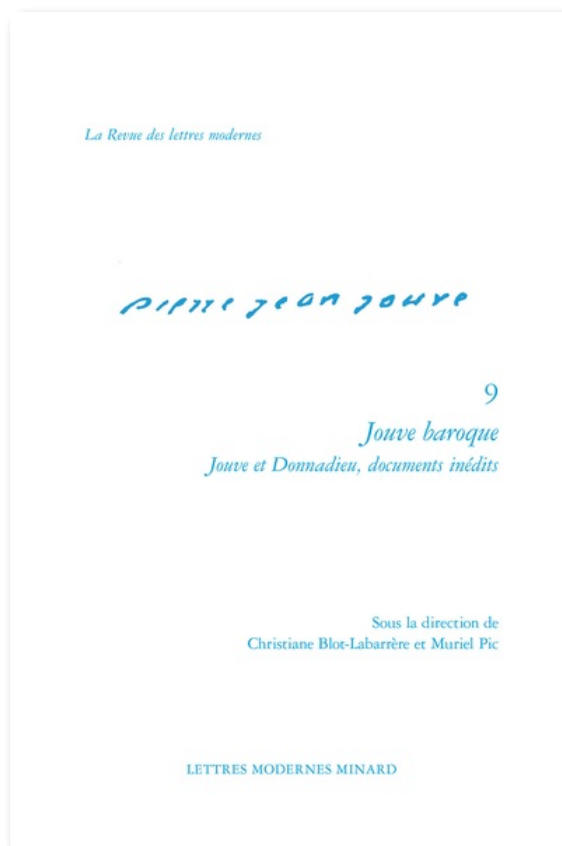 La Revue des lettres modernes
pierre jean jouve
9
Jouve baroque
Jouve et Donnadieu, documents inédits
Sous la direction de
Christiane Blot-Labarrère et Muriel Pic
LETTRES MODERNES MINARD